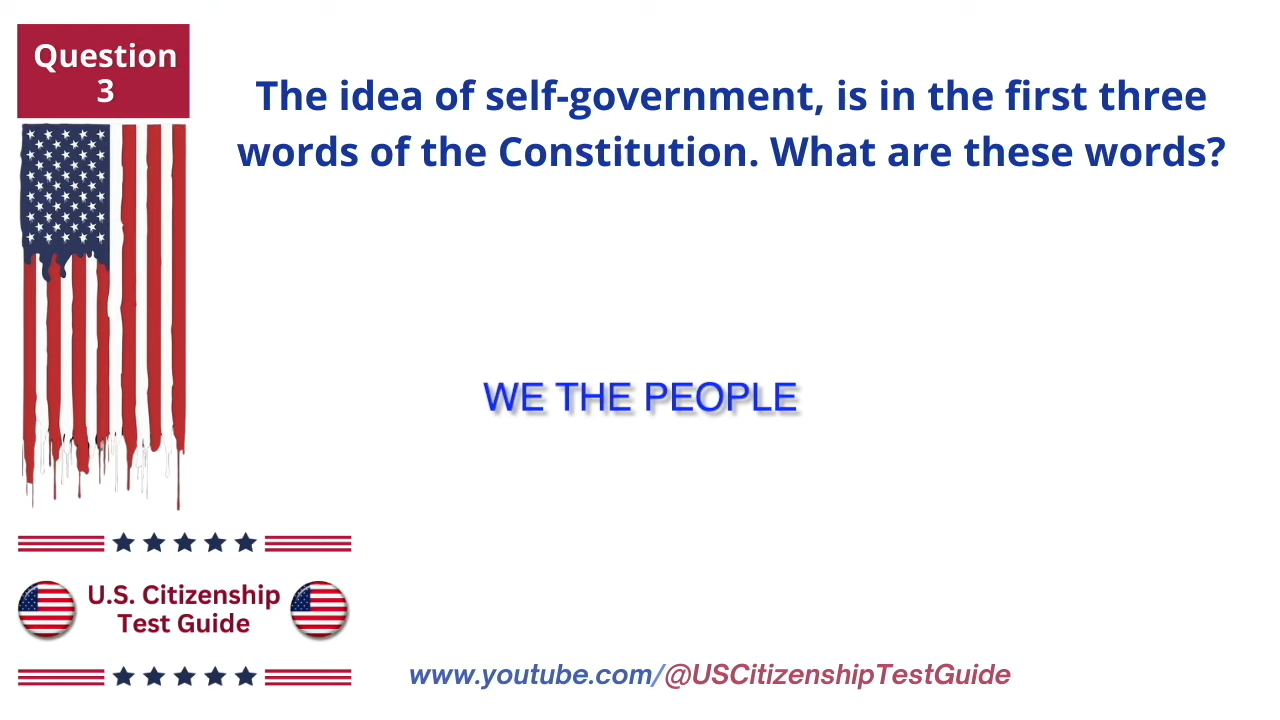 Question
3
The idea of self-government, is in the first three
words of the Constitution. What are these words?
WE THE PEOPLE
U.S. Citizenship
Test Guide
www.youtube.com/@USCitizenshipTestGuide